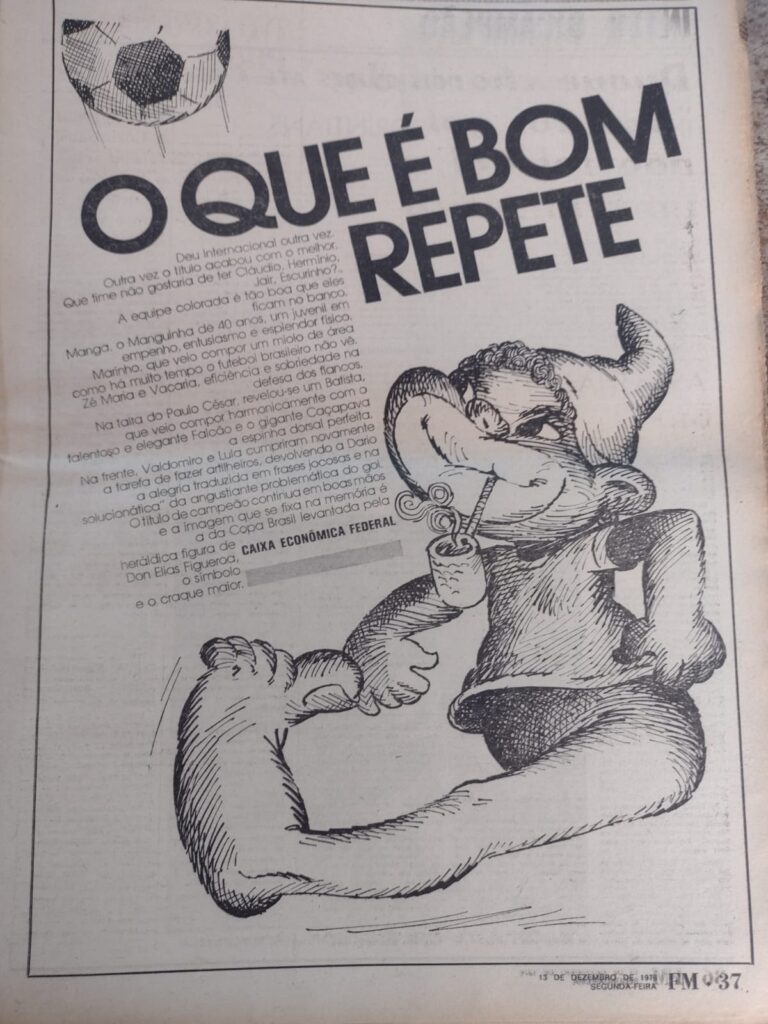 O QUE É BOM
REPETE
Deu Internacional outra vez.
Outra vez o título acabou com o melhor.
Que time não gostaria de ter Cláudio, Hermínio,
Jair, Escurinho?.,
A equipe colorada é tão boa que eles
ficam no banco.
Manga, o Manguinha de 40 anos, um juvenil em
empenho, entusiasmo e esplendor físico.
Marinho, que veio compor um miolo de área
como há muito tempo o futebol brasileiro não vê.
Zé Maria e Vacaria, eficiência e sobriedade na
defesa dos flancos.
Na falta do Paulo César, revelou-se um Batista,
que veio compor harmonicamente com o
talentoso e elegante Falcão e o gigante Caçapava
a espinha dorsal perfeita.
Na frente, Valdomiro e Lula cumpriram novamente
a tarefa de fazer artilheiros, devolvendo a Dario
a alegria traduzida em frases jocosas e na
solucionática" da angustiante problemática do gol.
O título de campeão continua em boas mãos
e a imagem que se fixa na memória é
a da Copa Brasil levantada pela
heráldica figura de
Don Elias Figueroa,
o símbolo
e o craque maior.
CAIXA ECONÔMICA FEDERAL
13 DE DEZEMBRO DE 1976
SEGUNDA-FEIRA
FM • 37